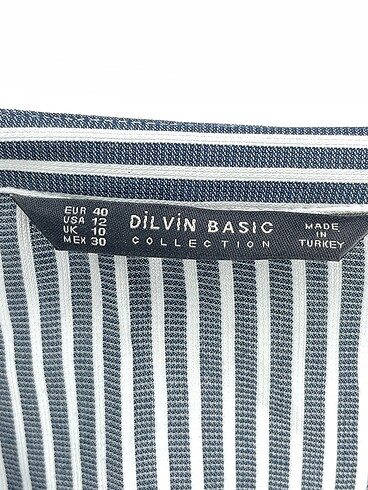 EUR 40
USA 12
UK 10
MEX 30
DİLVİN BASIC
COLLECTION
MADE
IN
TURKEY